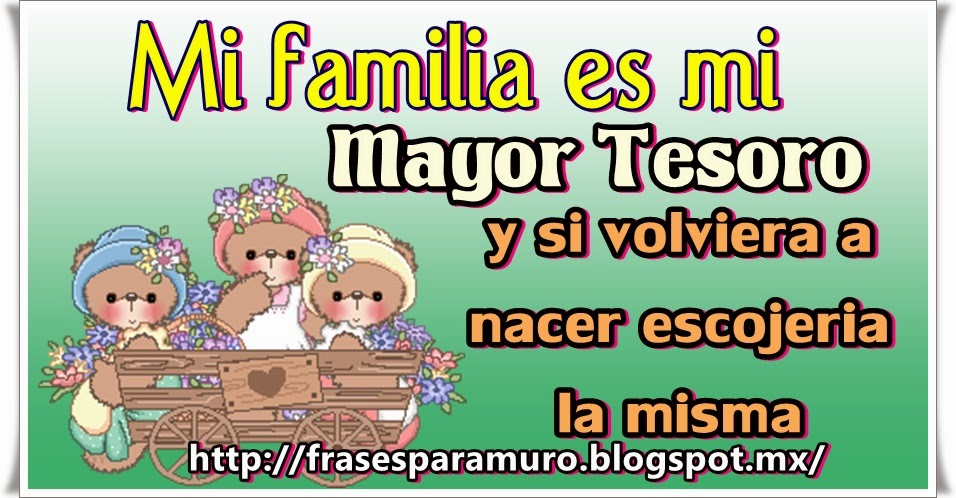 Mi familia es mi
Mayor Tesoro
y si volviera a
nacer escojeria
la misma
http://frasesparamuro.blogspot.mx/